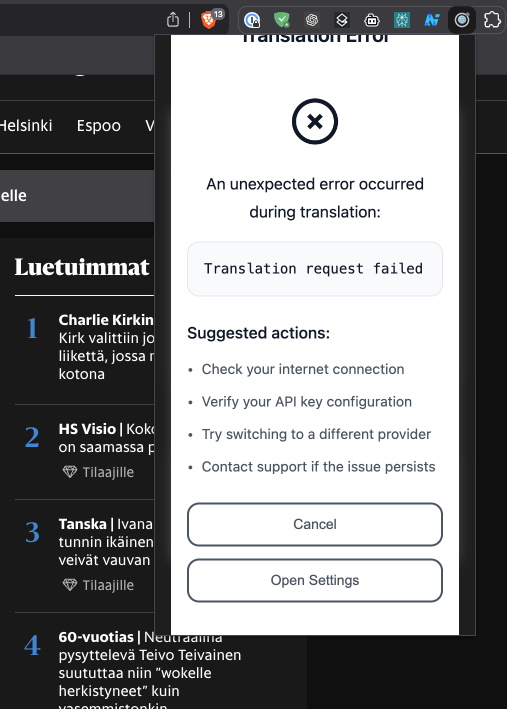 13
Translation Error
Helsinki Espoo V
An unexpected error occurred
during translation:
elle
Translation request failed
Luetuimmat
Suggested actions:
1
Charlie Kirkin
Kirk valittiin jo
liikettä, jossa
kotona
• Check your internet connection
• Verify your API key configuration
• Try switching to a different provider
• Contact support if the issue persists
2
HS Visio | Koko
on saamassa p
Tilaajille
Cancel
3
Tanska | Ivana
tunnin ikäinen
veivät vauvan
Tilaajille
Open Settings
4
60-vuotias | Neutraalina
pysyttelevä Teivo Teivainen
suututtaa niin ”wokelle
herkistyneet” kuin
vasemmistonkin